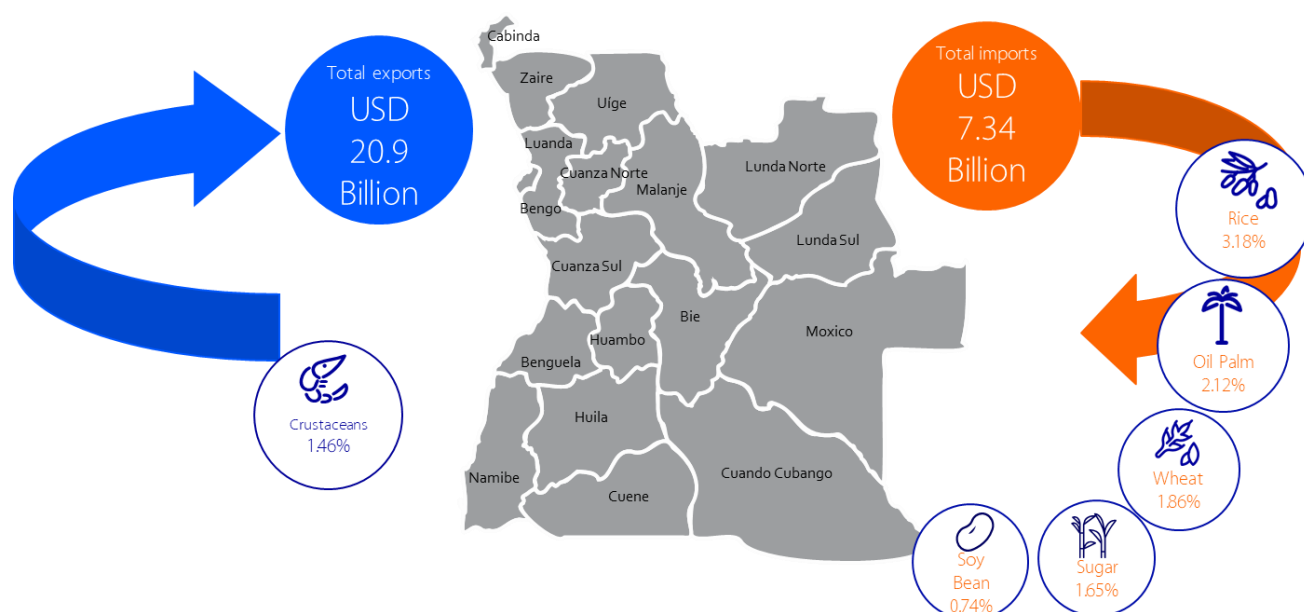 Total exports
USD
20.9
Billion
Crustaceans
1.46%
Cabinda
Zaire
Uíge
Luanda
Cuanza Norte
Bengo
Malanje
Lunda Norte
Lunda Sul
Cuanza Sul
Bie
Huambo
Benguela
Moxico
Huila
Namibe
Cuene
Cuando Cubango
Total imports
USD
7.34
Billion
Rice
3.18%
Oil Palm
2.12%
Wheat
1.86%
Sugar
1.65%
Soy
Bean
0.74%